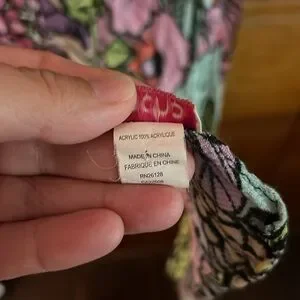 ACRYLIC 100% ACRYLIQUE
MADE IN CHINA
FABRIQUÉ EN CHINE
RN26128